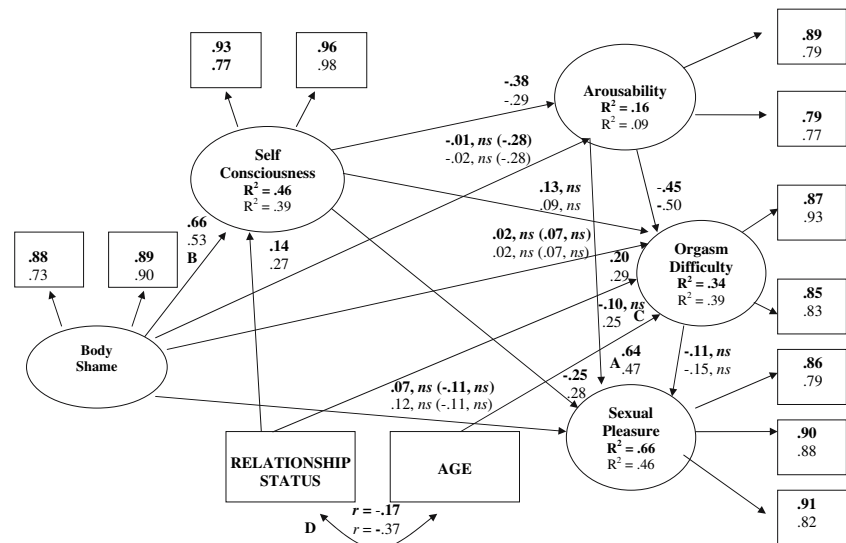 .93
.77
.96
.98
.89
.79
Arousability
R² = .16
R² = .09
.79
.77
-.38
-.29
-.01, ns (-.28)
-.02, ns (-.28)
Self
Consciousness
R² = .46
R² = .39
.13, ns
.09, ns
-.45
-.50
.87
.93
.66
.53
B
.14
.27
.02, ns (.07, ns)
.02, ns (.07, ns)
.20
.29
Orgasm
Difficulty
R² = .34
R² = .39
.88
.73
.89
.90
-.10, ns
.25 C
.85
.83
Body
Shame
.64
A .47
-.11, ns
-.15, ns
.86
.79
.07, ns (-.11, ns)
.12, ns (-.11, ns)
-.25
.28
Sexual
Pleasure
R² = .66
R² = .46
.90
.88
RELATIONSHIP
STATUS
AGE
.91
.82
D
r = -.17
r = -.37